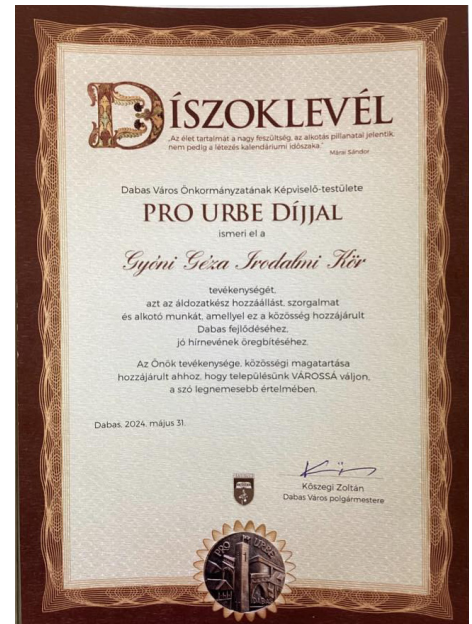 DÍSZOKLEVÉL
„Az élet tartalmát a nagy feszültség, az alkotás pillanatai jelentik,
nem pedig a létezés kalendáriumi időszaka.”
Márai Sándor
Dabas Város Önkormányzatának Képviselő-testülete
PRO URBE DÍJJAL
ismeri el a
Gyóni Géza Irodalmi Kör
tevékenységét,
azt az áldozatkész hozzáállást, szorgalmat
és alkotó munkát, amellyel ez a közösség hozzájárult
Dabas fejlődéséhez,
jó hírnevének öregbítéséhez.
Az Önök tevékenysége, közösségi magatartása
hozzájárult ahhoz, hogy településünk VÁROSSÁ váljon,
a szó legnemesebb értelmében.
Dabas, 2024. május 31.
Kőszegi Zoltán
Dabas Város polgármestere
PRO URBE